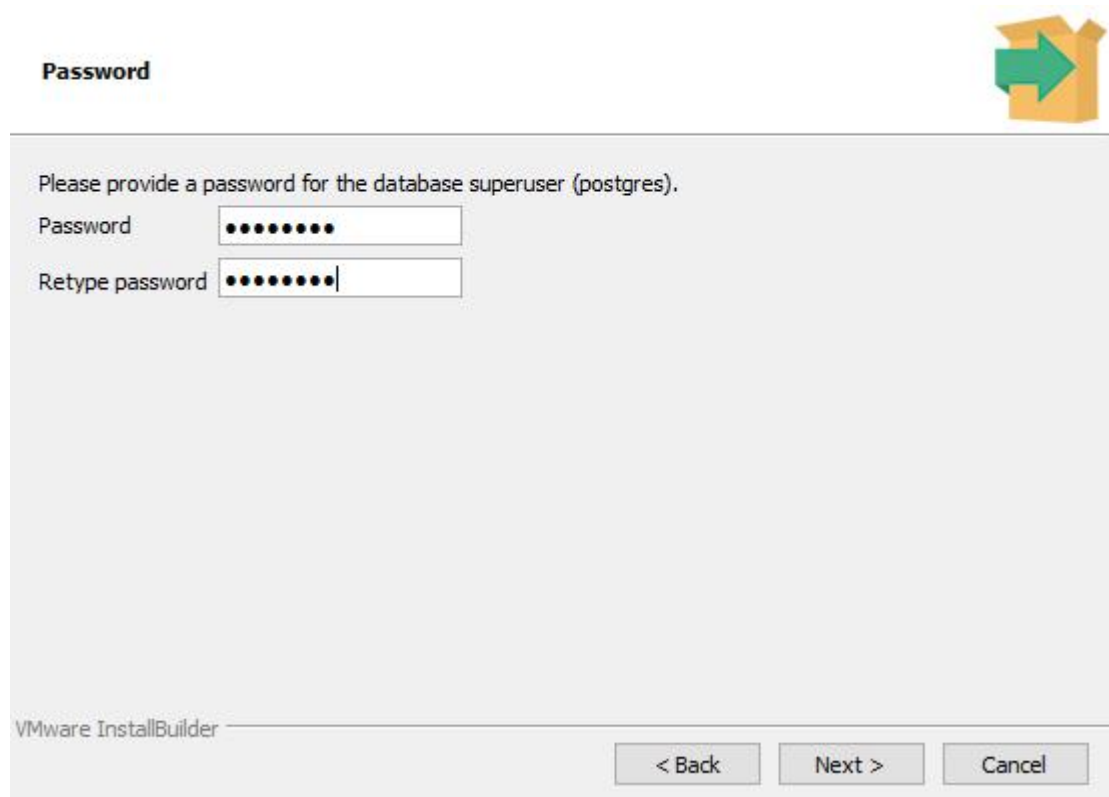 Password
Please provide a password for the database superuser (postgres).
Password ••••••••
Retype password ••••••••
VMware InstallBuilder
< Back Next > Cancel